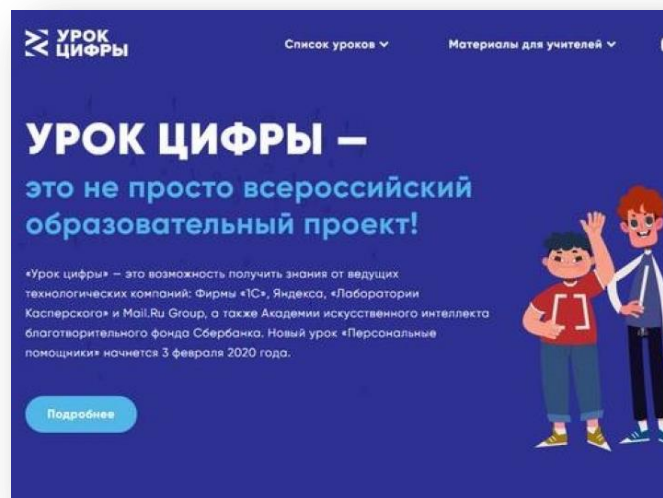 УРОК
ЦИФРЫ
Список уроков
Материалы для учителей
УРОК ЦИФРЫ —
это не просто всероссийский
образовательный проект!
«Урок цифры» — это возможность получить знания от ведущих
технологических компаний: Фирмы «1С», Яндекса, «Лаборатории
Касперского» и Mail.Ru Group, а также Академии искусственного интеллекта
благотворительного фонда Сбербанка. Новый урок «Персональные
помощники» начнется 3 февраля 2020 года.
Подробнее